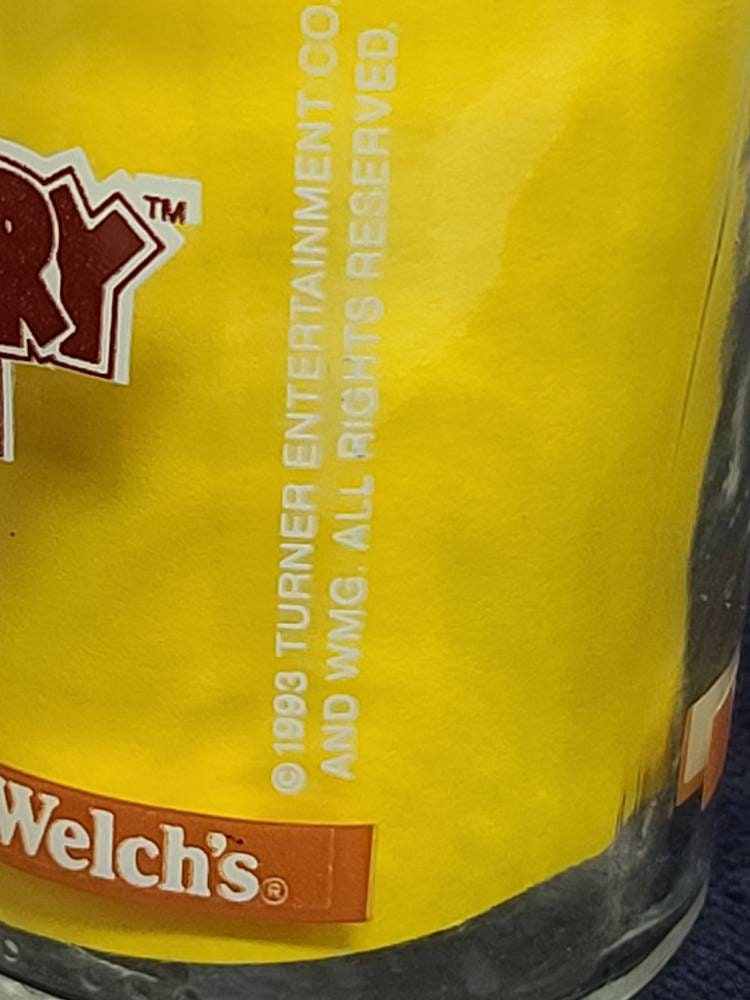 RY™
©1993 TURNER ENTERTAINMENT CO.
AND WMG. ALL RIGHTS RESERVED.
Welch's®